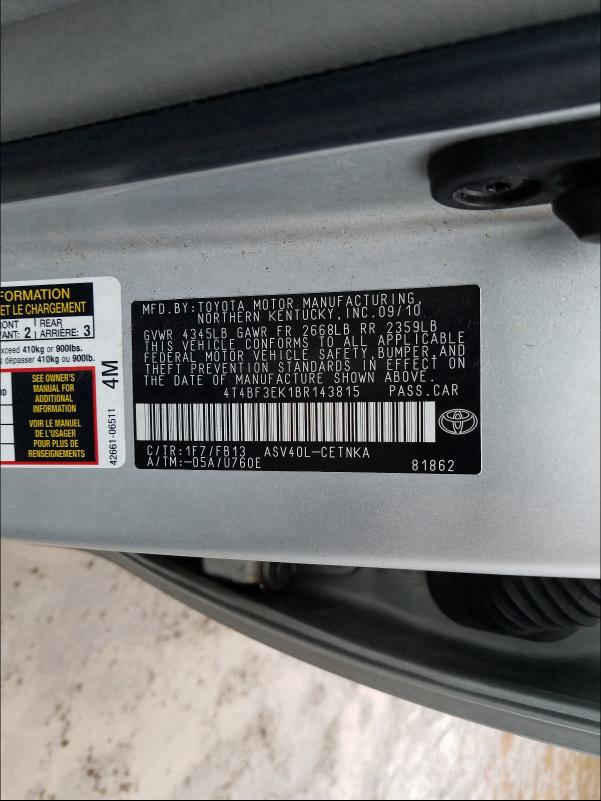 FORMATION
ET LE CHARGEMENT
RONT REAR
VANT: 2 ARRIÈRE: 3
exceed 410kg or 900lbs.
s dépasser 410kg ou 900lb.
SEE OWNER'S
MANUAL FOR
ADDITIONAL
INFORMATION
VOIR LE MANUEL
DE L'USAGER
POUR PLUS DE
RENSEIGNEMENTS
4M
42661-06511
MFD.BY:TOYOTA MOTOR MANUFACTURING,
NORTHERN KENTUCKY,INC.09/10
GVWR 4345LB GAWR FR 2668LB RR 2359LB
THIS VEHICLE CONFORMS TO ALL APPLICABLE
FEDERAL MOTOR VEHICLE SAFETY,BUMPER,AND
THEFT PREVENTION STANDARDS IN EFFECT ON
THE DATE OF MANUFACTURE SHOWN ABOVE.
4T4BF3EK1BR143815 PASS.CAR
C/TR:1F7/FB13 ASV40L-CETNKA
A/TM:-05A/U760E 81862